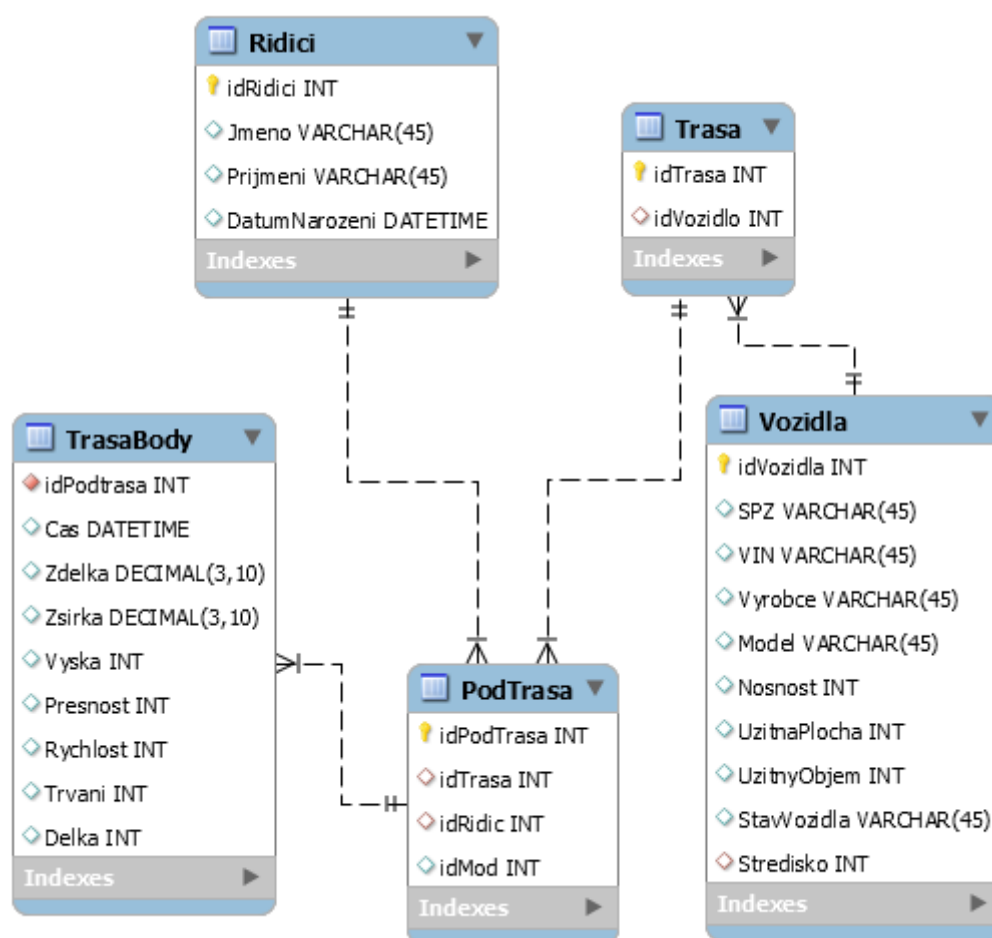 Ridici
idRidici INT
Jmeno VARCHAR(45)
Prijmeni VARCHAR(45)
DatumNarozeni DATETIME
Indexes
Trasa
idTrasa INT
idVozidlo INT
Indexes
TrasaBody
idPodtrasa INT
Cas DATETIME
Zdelka DECIMAL(3,10)
Zsirka DECIMAL(3,10)
Vyska INT
Presnost INT
Rychlost INT
Trvani INT
Delka INT
Indexes
PodTrasa
idPodTrasa INT
idTrasa INT
idRidic INT
idMod INT
Indexes
Vozidla
idVozidla INT
SPZ VARCHAR(45)
VIN VARCHAR(45)
Vyrobce VARCHAR(45)
Model VARCHAR(45)
Nosnost INT
UzitnaPlocha INT
UzitnyObjem INT
StavVozidla VARCHAR(45)
Stredisko INT
Indexes